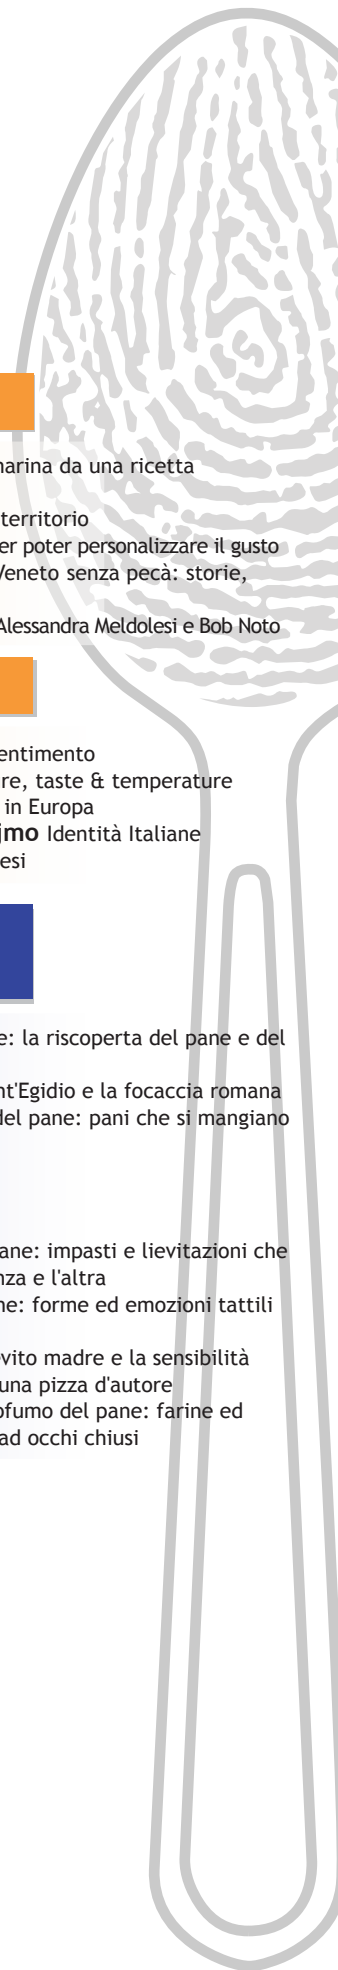 narina da una ricetta
territorio
er poter personalizzare il gusto
Veneto senza pecà: storie,
Alessandra Meldolesi e Bob Noto
entimento
re, taste & temperature
in Europa
jmo Identità Italiane
esi
e: la riscoperta del pane e del
nt'Egidio e la focaccia romana
del pane: pani che si mangiano
ane: impasti e lievitazioni che
nza e l'altra
ne: forme ed emozioni tattili
evito madre e la sensibilità
una pizza d'autore
ofumo del pane: farine ed
ad occhi chiusi